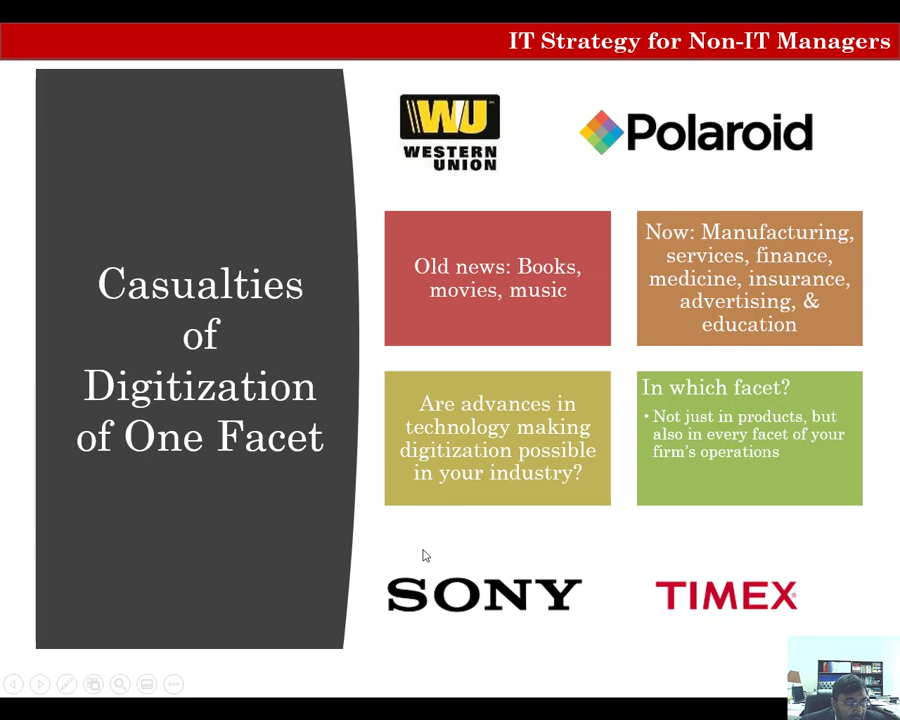 IT Strategy for Non-IT Managers
WU
WESTERN
UNION
Polaroid
Casualties
of
Digitization
of One Facet
Old news: Books,
movies, music
Now: Manufacturing,
services, finance,
medicine, insurance,
advertising, &
education
Are advances in
technology making
digitization possible
in your industry?
In which facet?
• Not just in products, but
also in every facet of your
firm's operations
SONY
TIMEX